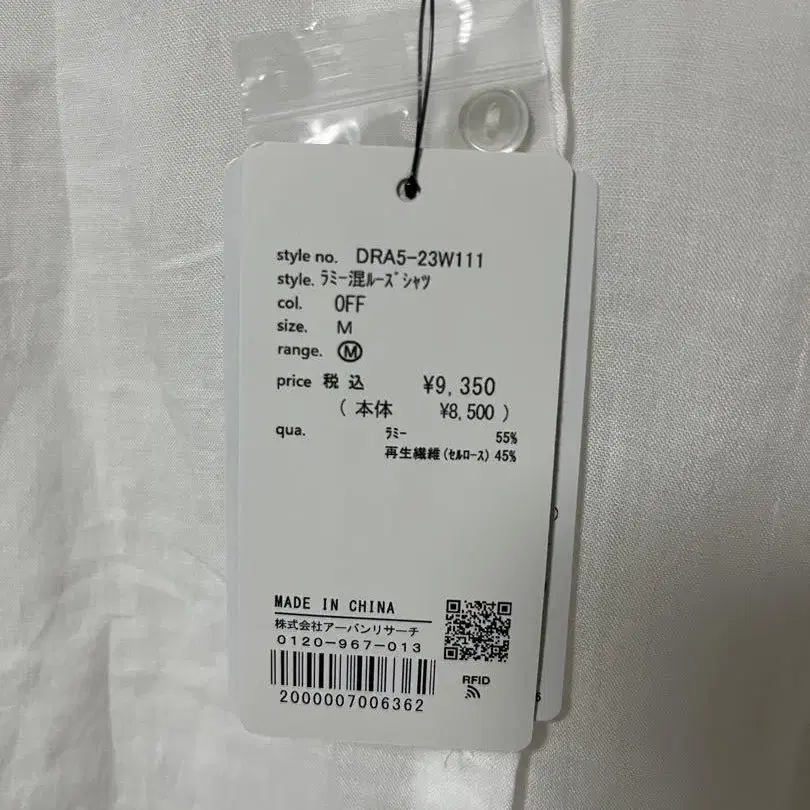 style no. DRA5-23W111
style. ﾗﾐｰ混ﾙｰｽﾞｼｬﾂ
col. OFF
size. M
range. Ⓜ
price 税込 ¥9,350
( 本体 ¥8,500 )
qua. ﾗﾐｰ 55%
再生繊維(ｾﾙﾛｰｽ) 45%
MADE IN CHINA
株式会社アーバンリサーチ
0120-967-013
RFID
2000007006362